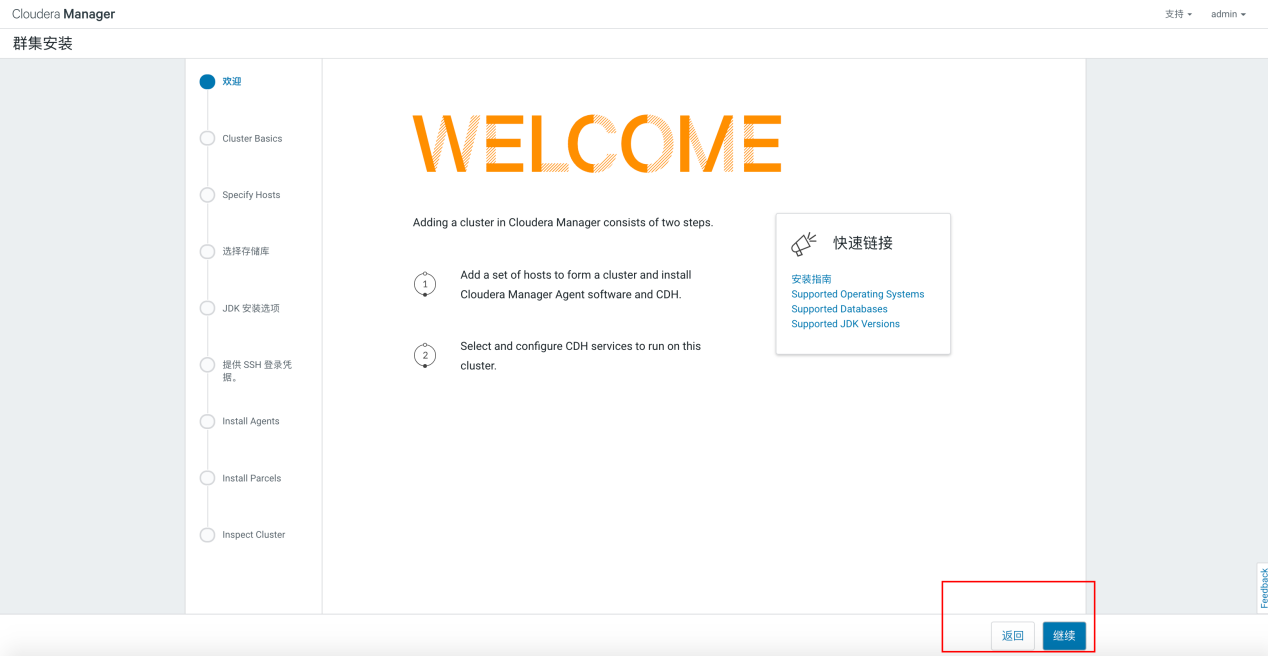 Cloudera Manager
支持
admin
群集安装
欢迎
Cluster Basics
Specify Hosts
选择存储库
JDK 安装选项
提供 SSH 登录凭
据。
Install Agents
Install Parcels
Inspect Cluster
WELCOME
Adding a cluster in Cloudera Manager consists of two steps.
1
Add a set of hosts to form a cluster and install
Cloudera Manager Agent software and CDH.
2
Select and configure CDH services to run on this
cluster.
快速链接
安装指南
Supported Operating Systems
Supported Databases
Supported JDK Versions
Feedback
返回
继续